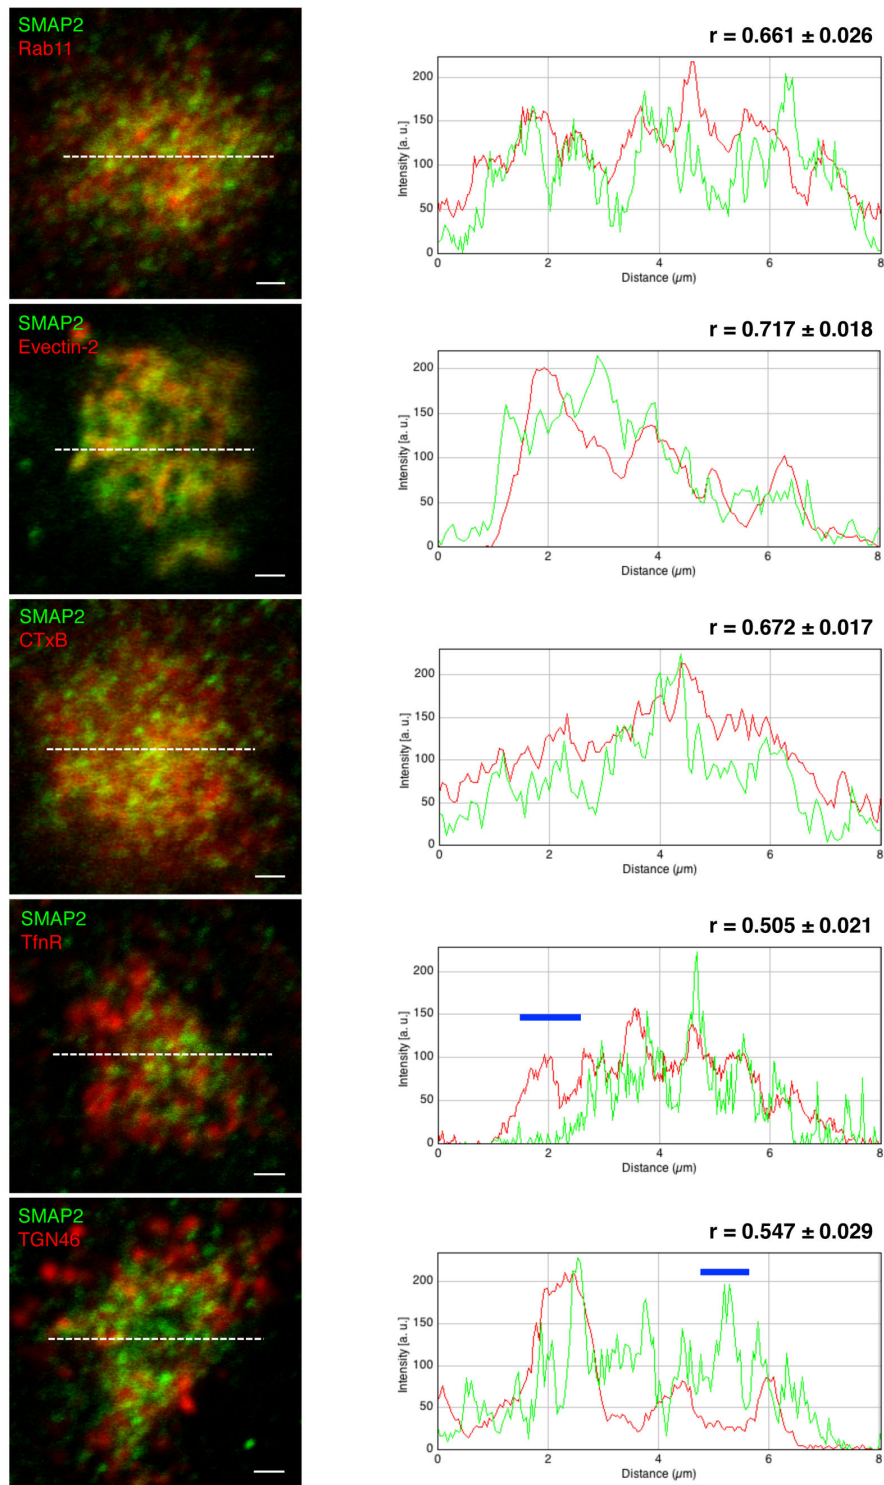 SMAP2
Rab11
r = 0.661 ± 0.026
Intensity [a. u.]
200
150
100
50
0
0 2 4 6 8
Distance (µm)
SMAP2
Evectin-2
r = 0.717 ± 0.018
Intensity [a. u.]
200
150
100
50
0
0 2 4 6 8
Distance (µm)
SMAP2
CTxB
r = 0.672 ± 0.017
Intensity [a. u.]
200
150
100
50
0
0 2 4 6 8
Distance (µm)
SMAP2
TfnR
r = 0.505 ± 0.021
Intensity [a. u.]
200
150
100
50
0
0 2 4 6 8
Distance (µm)
SMAP2
TGN46
r = 0.547 ± 0.029
Intensity [a. u.]
200
150
100
50
0
0 2 4 6 8
Distance (µm)